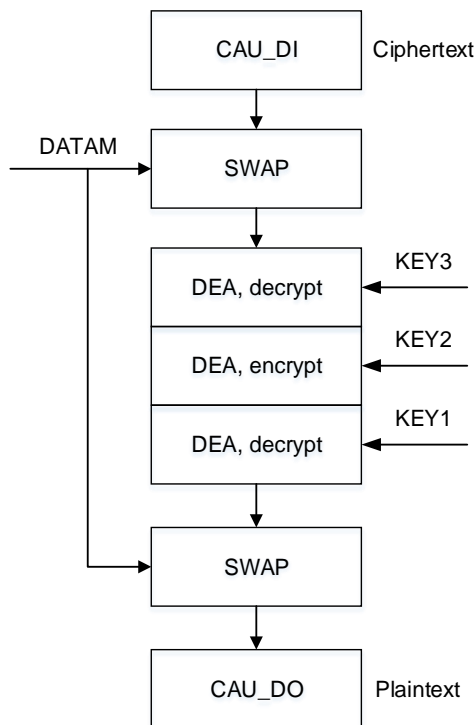 CAU_DI
Ciphertext
DATAM
SWAP
KEY3
DEA, decrypt
KEY2
DEA, encrypt
KEY1
DEA, decrypt
SWAP
CAU_DO
Plaintext